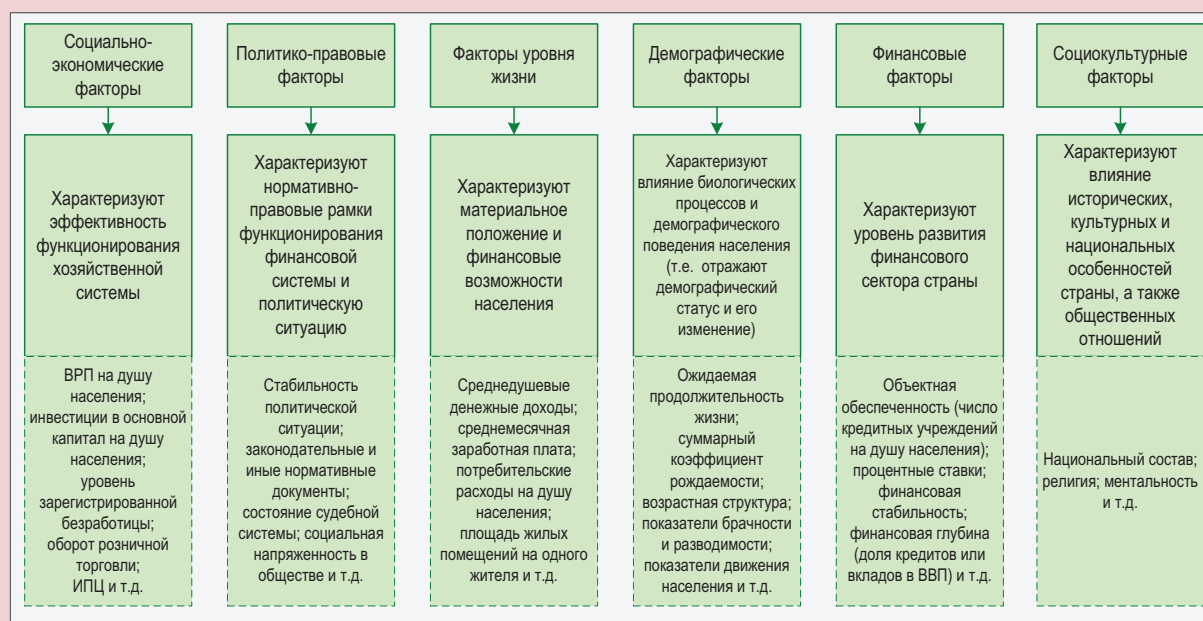 Социально-
экономические
факторы
Характеризуют
эффективность
функционирования
хозяйственной
системы
ВРП на душу
населения;
инвестиции в основной
капитал на душу
населения;
уровень
зарегистрированной
безработицы;
оборот розничной
торговли;
ИПЦ и т.д.
Политико-правовые
факторы
Характеризуют
нормативно-
правовые рамки
функционирования
финансовой
системы и
политическую
ситуацию
Стабильность
политической
ситуации;
законодательные и
иные нормативные
документы;
состояние судебной
системы; социальная
напряженность в
обществе и т.д.
Факторы уровня
жизни
Характеризуют
материальное
положение и
финансовые
возможности
населения
Среднедушевые
денежные доходы;
среднемесячная
заработная плата;
потребительские
расходы на душу
населения;
площадь жилых
помещений на одного
жителя и т.д.
Демографические
факторы
Характеризуют
влияние биологических
процессов и
демографического
поведения населения
(т.е. отражают
демографический
статус и его
изменение)
Ожидаемая
продолжительность
жизни;
суммарный
коэффициент
рождаемости;
возрастная структура;
показатели брачности
и разводимости;
показатели движения
населения и т.д.
Финансовые
факторы
Характеризуют
уровень развития
финансового
сектора страны
Объектная
обеспеченность (число
кредитных учреждений
на душу населения);
процентные ставки;
финансовая
стабильность;
финансовая глубина
(доля кредитов или
вкладов в ВВП) и т.д.
Социокультурные
факторы
Характеризуют
влияние
исторических,
культурных и
национальных
особенностей
страны, а также
общественных
отношений
Национальный состав;
религия; ментальность
и т.д.